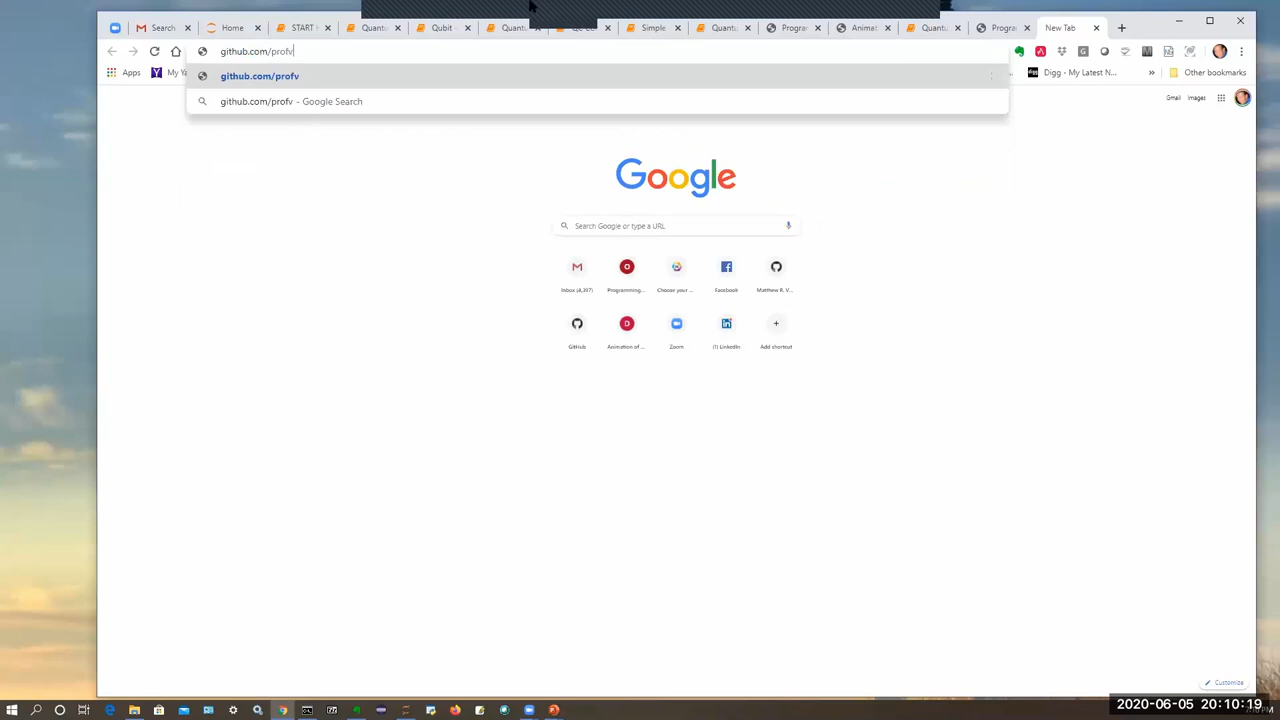 Search
Home
START
Quantu
Qubit -
Quantu
Simple
Quantu
Progra
Animat
Quantu
Progra
New Tab
github.com/profv
Apps
My Ya
Digg - My Latest N...
Other bookmarks
github.com/profv
github.com/profv - Google Search
Gmail Images
Google
Search Google or type a URL
Inbox (4,397)
Programming...
Choose your ...
Facebook
Matthew R. V...
GitHub
Animation of ...
Zoom
(1) LinkedIn
Add shortcut
Customize
2020-06-05 20:10:19